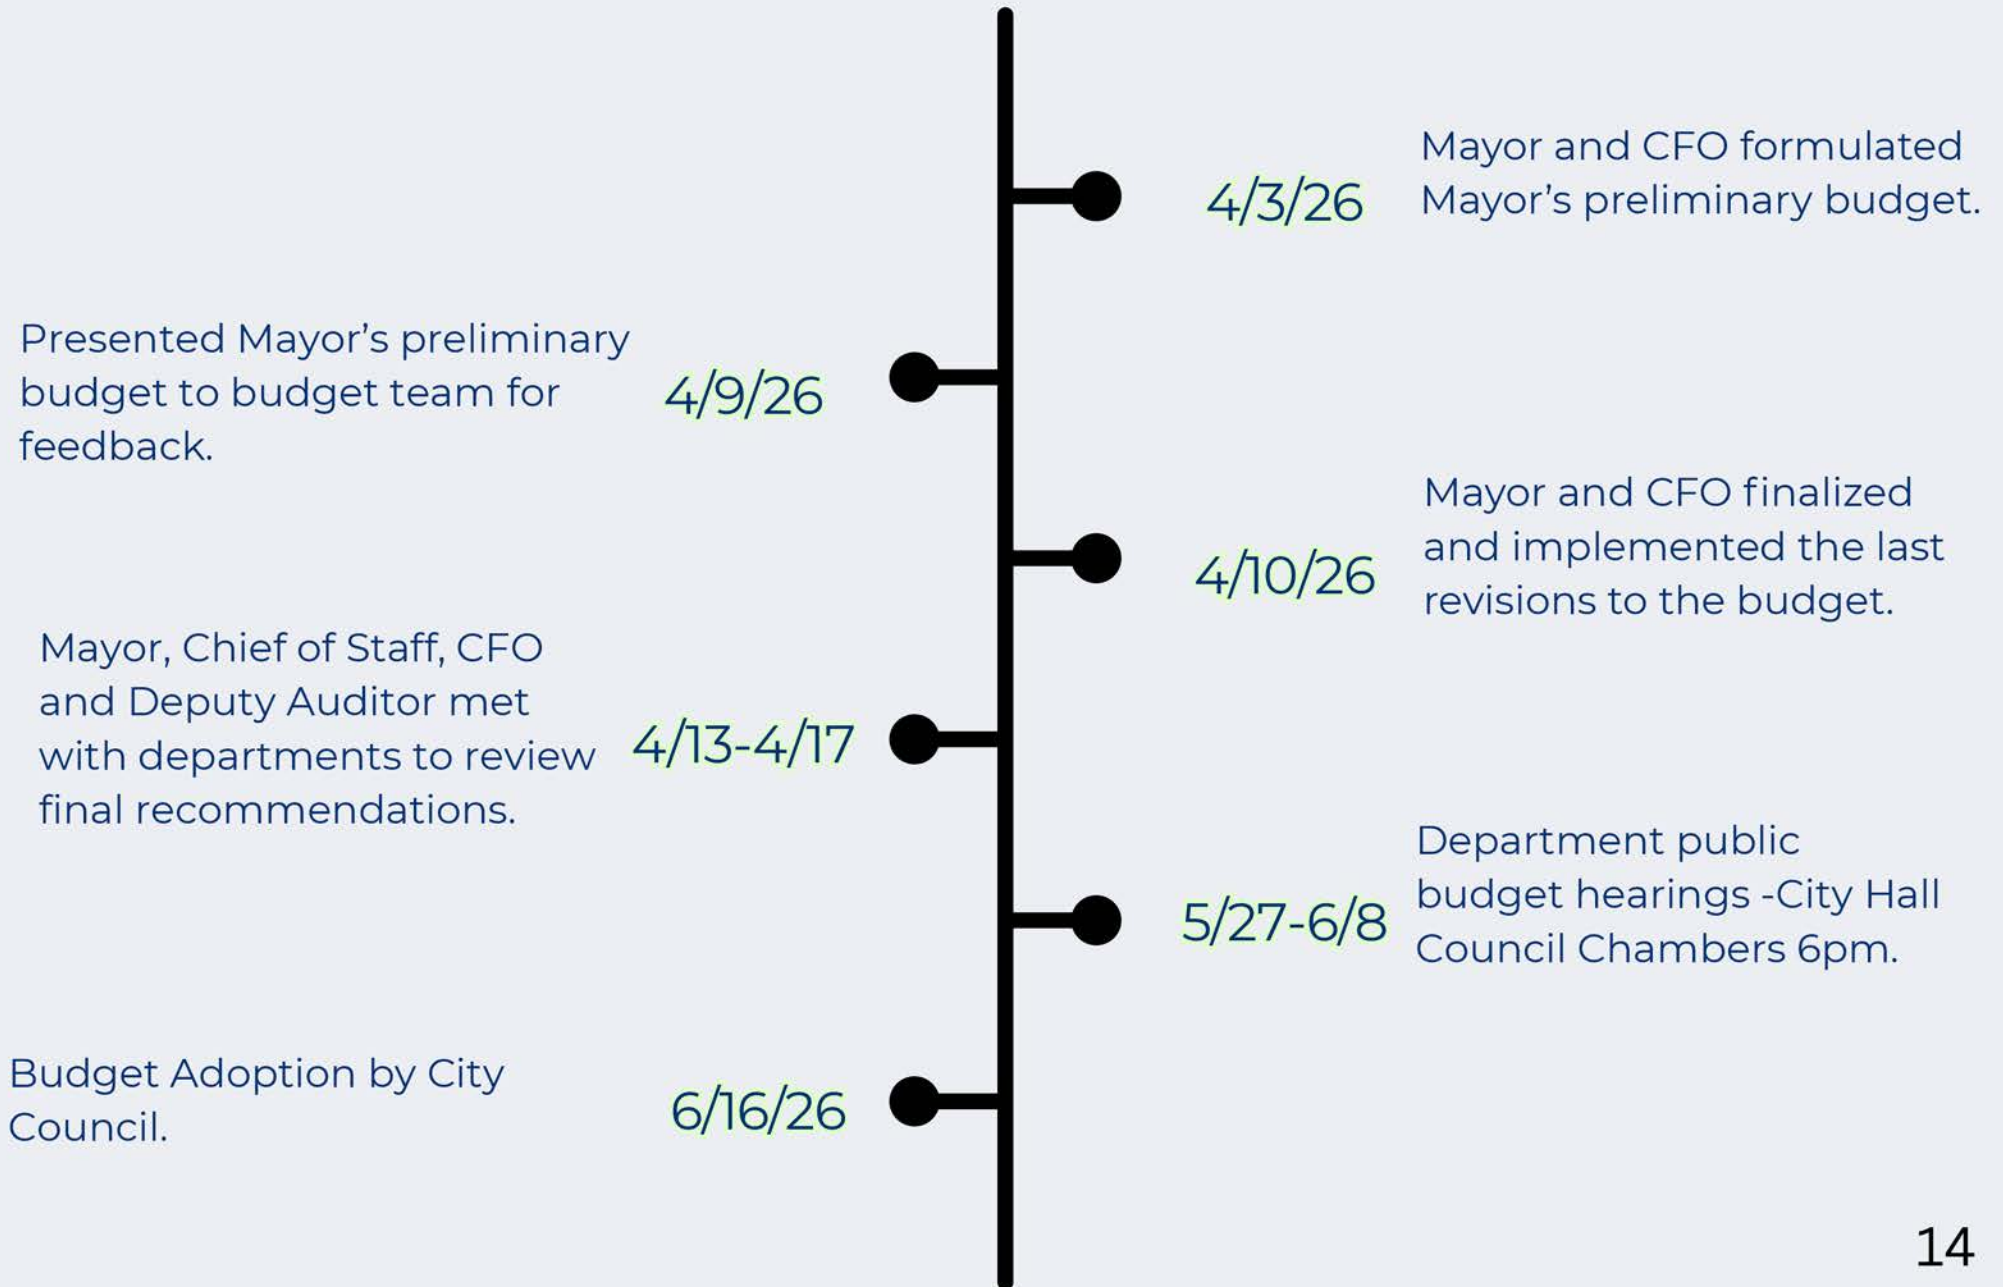 4/3/26
Mayor and CFO formulated
Mayor’s preliminary budget.
Presented Mayor’s preliminary
budget to budget team for
feedback.
4/9/26
4/10/26
Mayor and CFO finalized
and implemented the last
revisions to the budget.
Mayor, Chief of Staff, CFO
and Deputy Auditor met
with departments to review
final recommendations.
4/13-4/17
5/27-6/8
Department public
budget hearings -City Hall
Council Chambers 6pm.
Budget Adoption by City
Council.
6/16/26
14